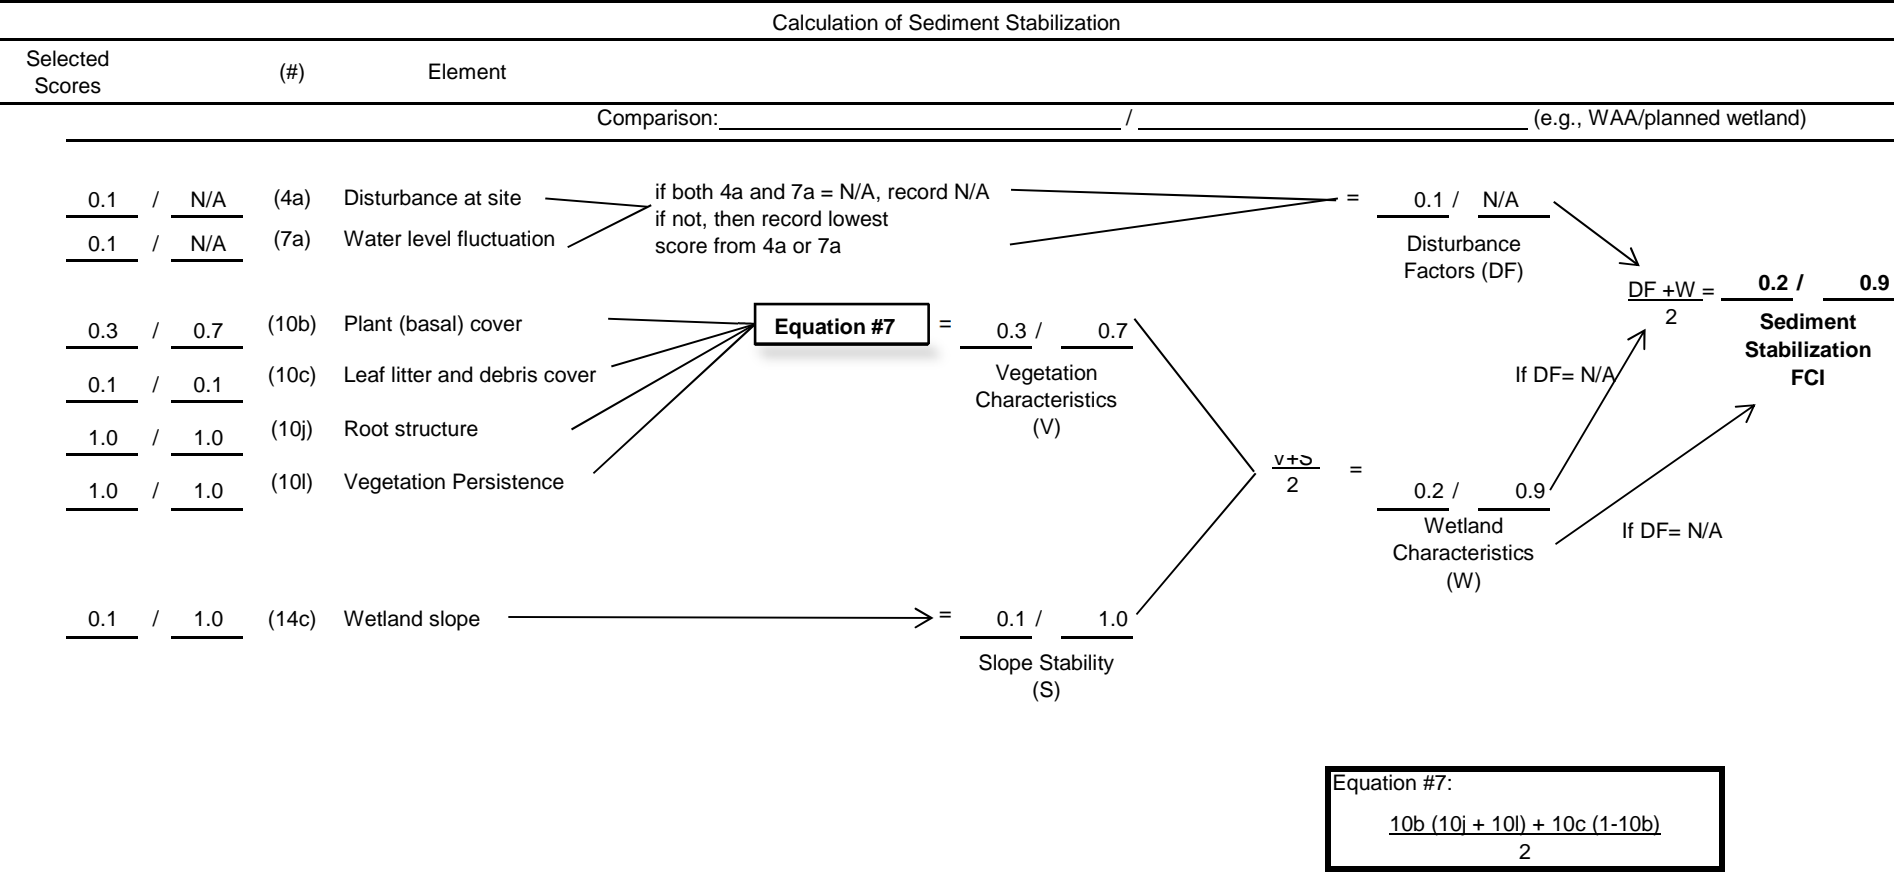 Calculation of Sediment Stabilization
Selected
Scores
(#)
Element
Comparison: / (e.g., WAA/planned wetland)
0.1 / N/A (4a) Disturbance at site
0.1 / N/A (7a) Water level fluctuation
if both 4a and 7a = N/A, record N/A
if not, then record lowest
score from 4a or 7a
= 0.1 / N/A
Disturbance
Factors (DF)
DF +W = 0.2 / 0.9
2
Sediment
Stabilization
FCI
0.3 / 0.7 (10b) Plant (basal) cover
0.1 / 0.1 (10c) Leaf litter and debris cover
1.0 / 1.0 (10j) Root structure
1.0 / 1.0 (10l) Vegetation Persistence
Equation #7 = 0.3 / 0.7
Vegetation
Characteristics
(V)
If DF= N/A
V+S =
2
0.2 / 0.9
Wetland
Characteristics
(W)
If DF= N/A
0.1 / 1.0 (14c) Wetland slope
= 0.1 / 1.0
Slope Stability
(S)
Equation #7:
10b (10j + 10l) + 10c (1-10b)
2